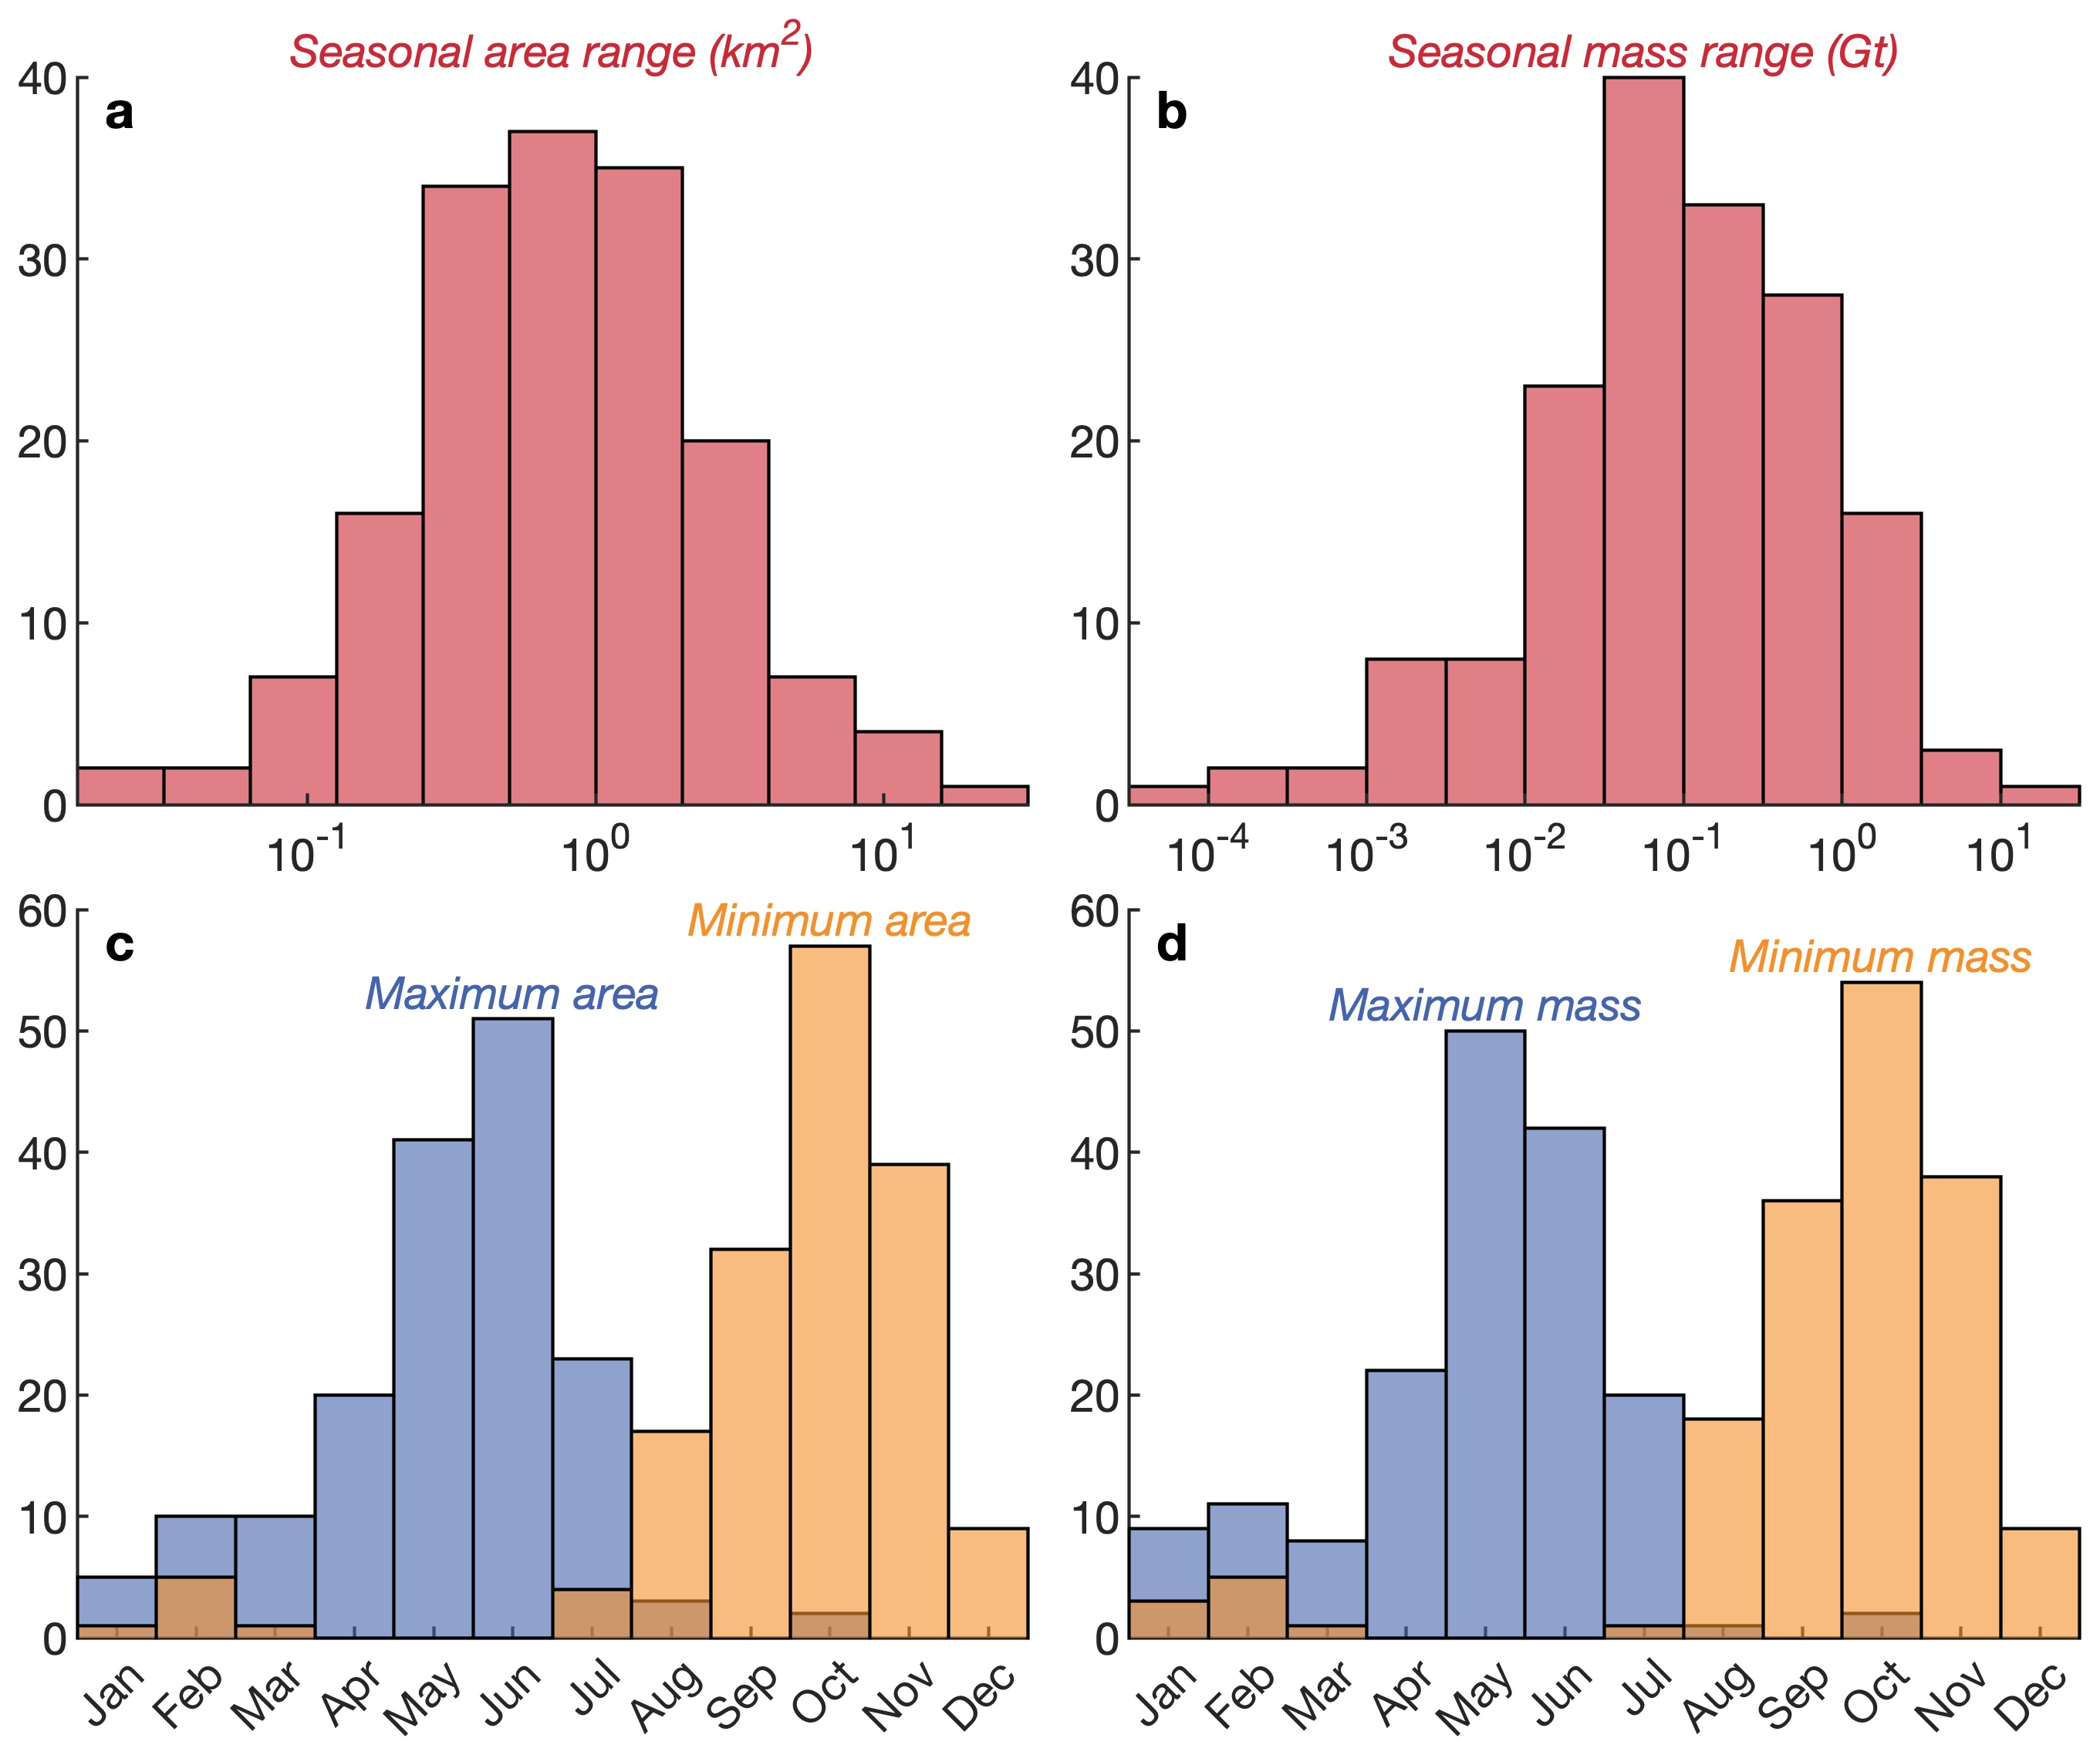 Seasonal area range (km²)
a
40
30
20
10
0
10⁻¹ 10⁰ 10¹
Seasonal mass range (Gt)
b
40
30
20
10
0
10⁻⁴ 10⁻³ 10⁻² 10⁻¹ 10⁰ 10¹
c
Minimum area
Maximum area
60
50
40
30
20
10
0
Jan Feb Mar Apr May Jun Jul Aug Sep Oct Nov Dec
d
Minimum mass
Maximum mass
60
50
40
30
20
10
0
Jan Feb Mar Apr May Jun Jul Aug Sep Oct Nov Dec